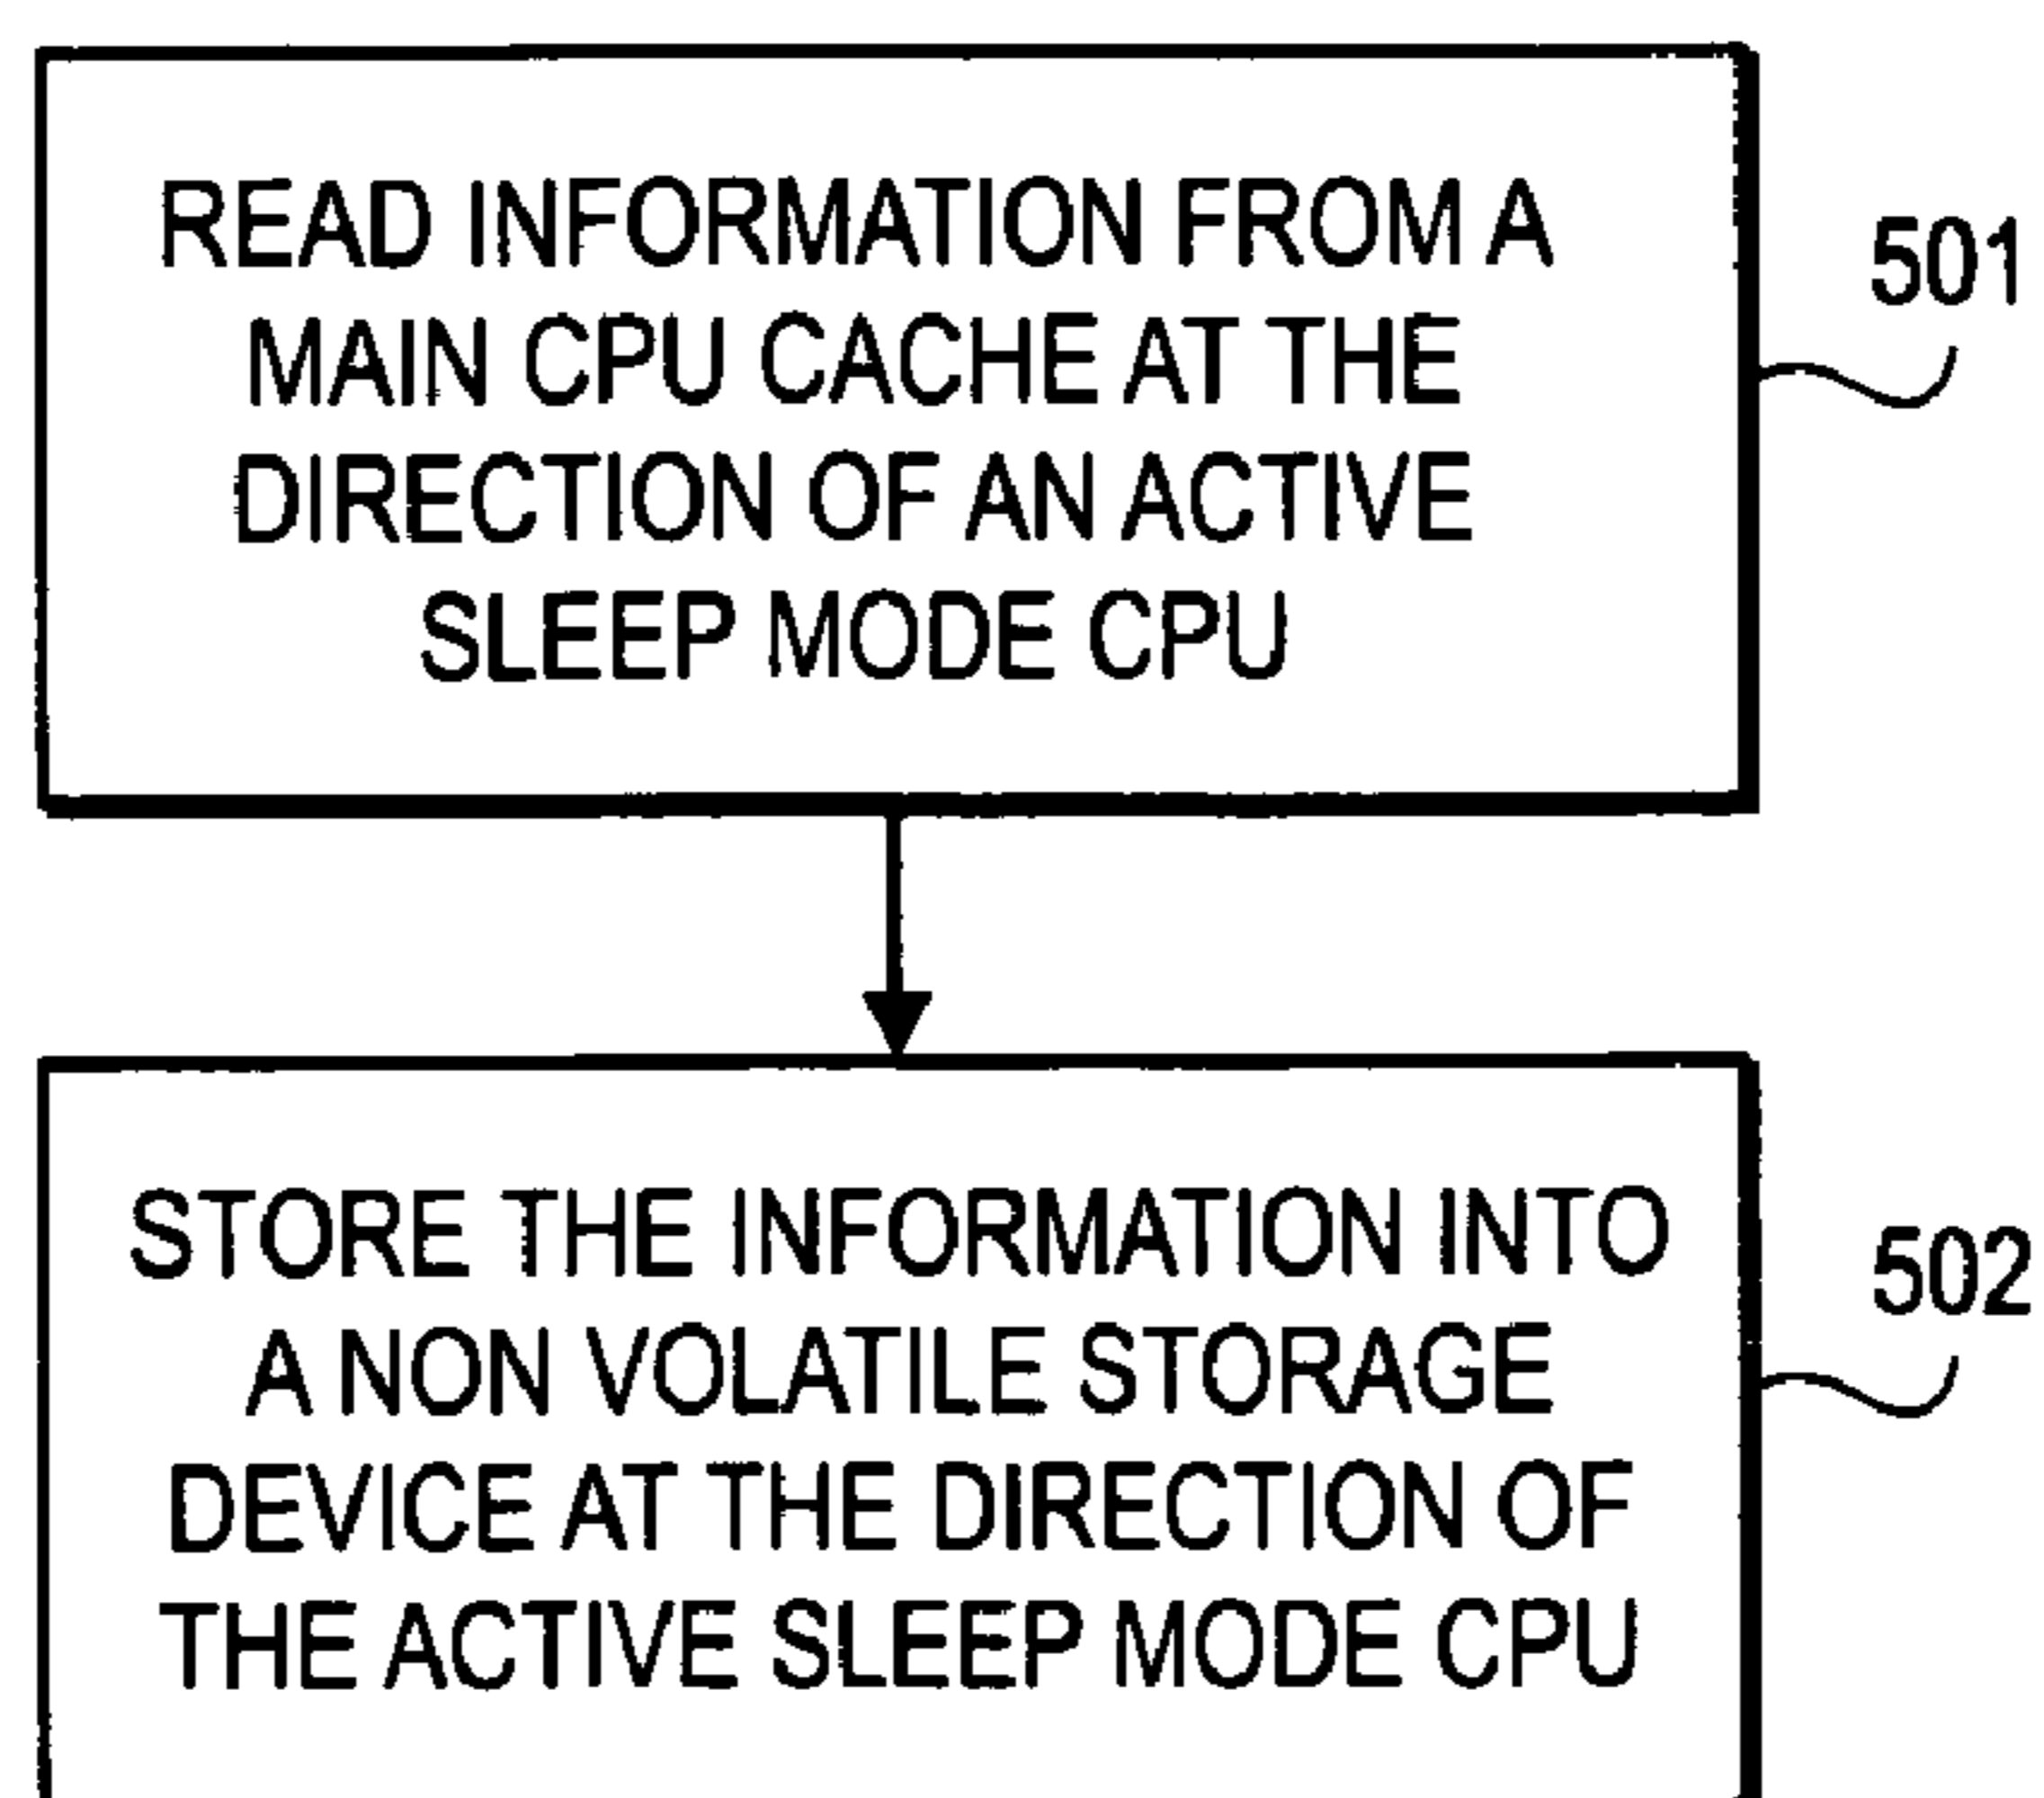 READ INFORMATION FROM A
MAIN CPU CACHE AT THE
DIRECTION OF AN ACTIVE
SLEEP MODE CPU
501
STORE THE INFORMATION INTO
A NON VOLATILE STORAGE
DEVICE AT THE DIRECTION OF
THE ACTIVE SLEEP MODE CPU
502